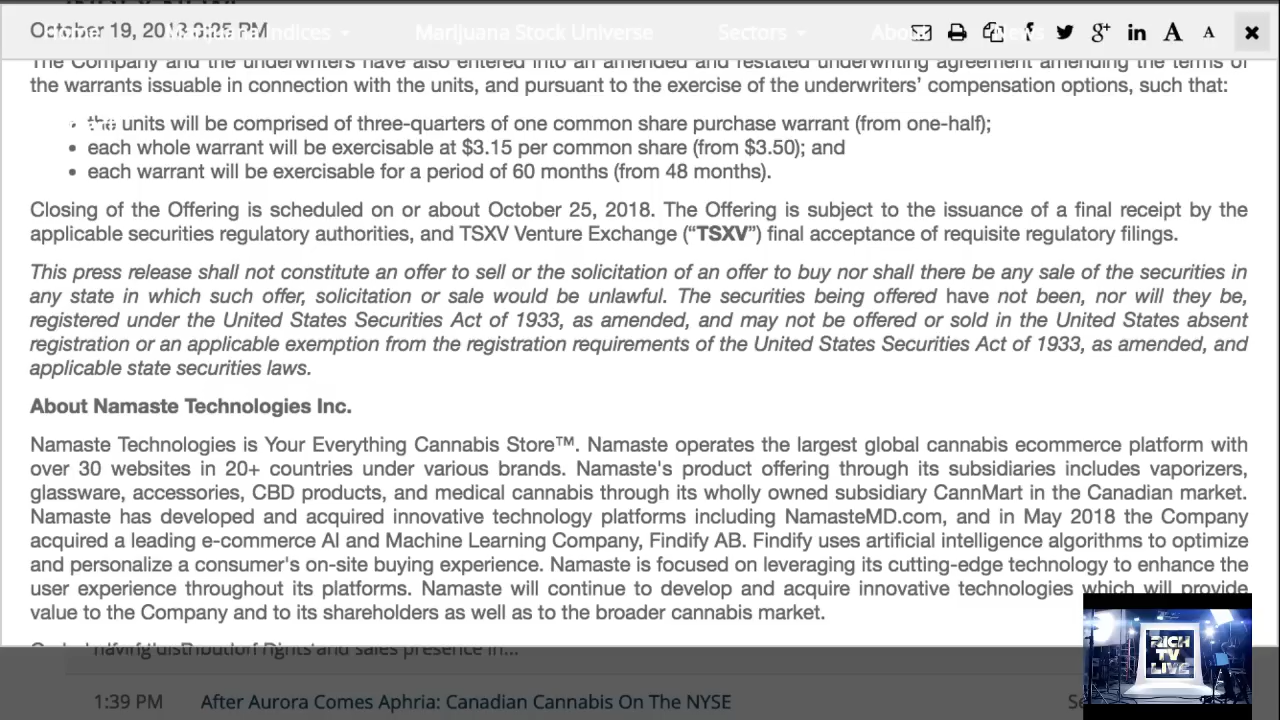 October 19, 2018 9:25 PM
Home
Marijuana Indices
Marijuana Stock Universe
Sectors
About
News
The Company and the underwriters have also entered into an amended and restated underwriting agreement amending the terms of
the warrants issuable in connection with the units, and pursuant to the exercise of the underwriters' compensation options, such that:
• the units will be comprised of three-quarters of one common share purchase warrant (from one-half);
• each whole warrant will be exercisable at $3.15 per common share (from $3.50); and
• each warrant will be exercisable for a period of 60 months (from 48 months).
Closing of the Offering is scheduled on or about October 25, 2018. The Offering is subject to the issuance of a final receipt by the
applicable securities regulatory authorities, and TSXV Venture Exchange (“TSXV”) final acceptance of requisite regulatory filings.
This press release shall not constitute an offer to sell or the solicitation of an offer to buy nor shall there be any sale of the securities in
any state in which such offer, solicitation or sale would be unlawful. The securities being offered have not been, nor will they be,
registered under the United States Securities Act of 1933, as amended, and may not be offered or sold in the United States absent
registration or an applicable exemption from the registration requirements of the United States Securities Act of 1933, as amended, and
applicable state securities laws.
About Namaste Technologies Inc.
Namaste Technologies is Your Everything Cannabis Store™. Namaste operates the largest global cannabis ecommerce platform with
over 30 websites in 20+ countries under various brands. Namaste's product offering through its subsidiaries includes vaporizers,
glassware, accessories, CBD products, and medical cannabis through its wholly owned subsidiary CannMart in the Canadian market.
Namaste has developed and acquired innovative technology platforms including NamasteMD.com, and in May 2018 the Company
acquired a leading e-commerce AI and Machine Learning Company, Findify AB. Findify uses artificial intelligence algorithms to optimize
and personalize a consumer's on-site buying experience. Namaste is focused on leveraging its cutting-edge technology to enhance the
user experience throughout its platforms. Namaste will continue to develop and acquire innovative technologies which will provide
value to the Company and to its shareholders as well as to the broader cannabis market.
having distribution rights and sales presence in...
1:39 PM After Aurora Comes Aphria: Canadian Cannabis On The NYSE
RICH
TV
LIVE